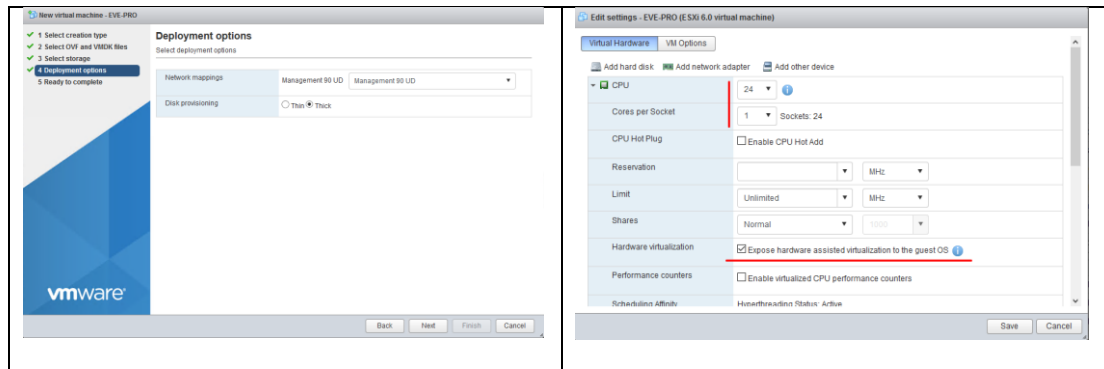 New virtual machine - EVE-PRO
1 Select creation type
2 Select OVF and VMDK files
3 Select storage
4 Deployment options
5 Ready to complete
Deployment options
Select deployment options
Network mappings
Management 90 UD
Management 90 UD
Disk provisioning
Thin
Thick
vmware
Back
Next
Finish
Cancel
Edit settings - EVE-PRO (ESXi 6.0 virtual machine)
Virtual Hardware
VM Options
Add hard disk
Add network adapter
Add other device
CPU
24
Cores per Socket
1
Sockets: 24
CPU Hot Plug
Enable CPU Hot Add
Reservation
MHz
Limit
Unlimited
MHz
Shares
Normal
1000
Hardware virtualization
Expose hardware assisted virtualization to the guest OS
Performance counters
Enable virtualized CPU performance counters
Scheduling Affinity
Hyperthreading Status: Active
Save
Cancel